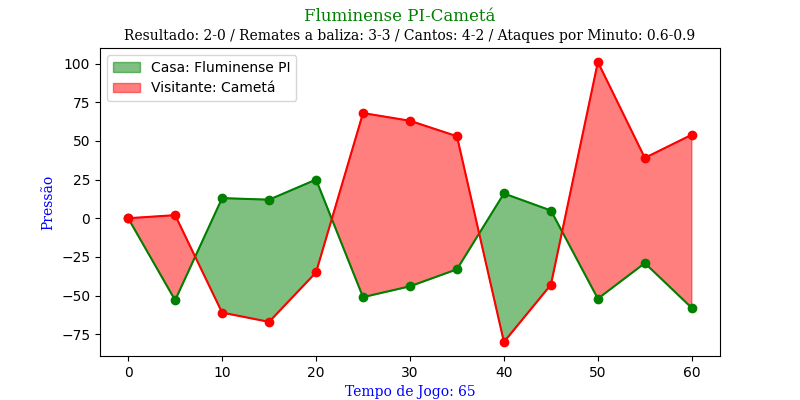 Fluminense PI-Cametá
Resultado: 2-0 / Remates a baliza: 3-3 / Cantos: 4-2 / Ataques por Minuto: 0.6-0.9
Casa: Fluminense PI
Visitante: Cametá
Pressão
100
75
50
25
0
−25
−50
−75
0 10 20 30 40 50 60
Tempo de Jogo: 65